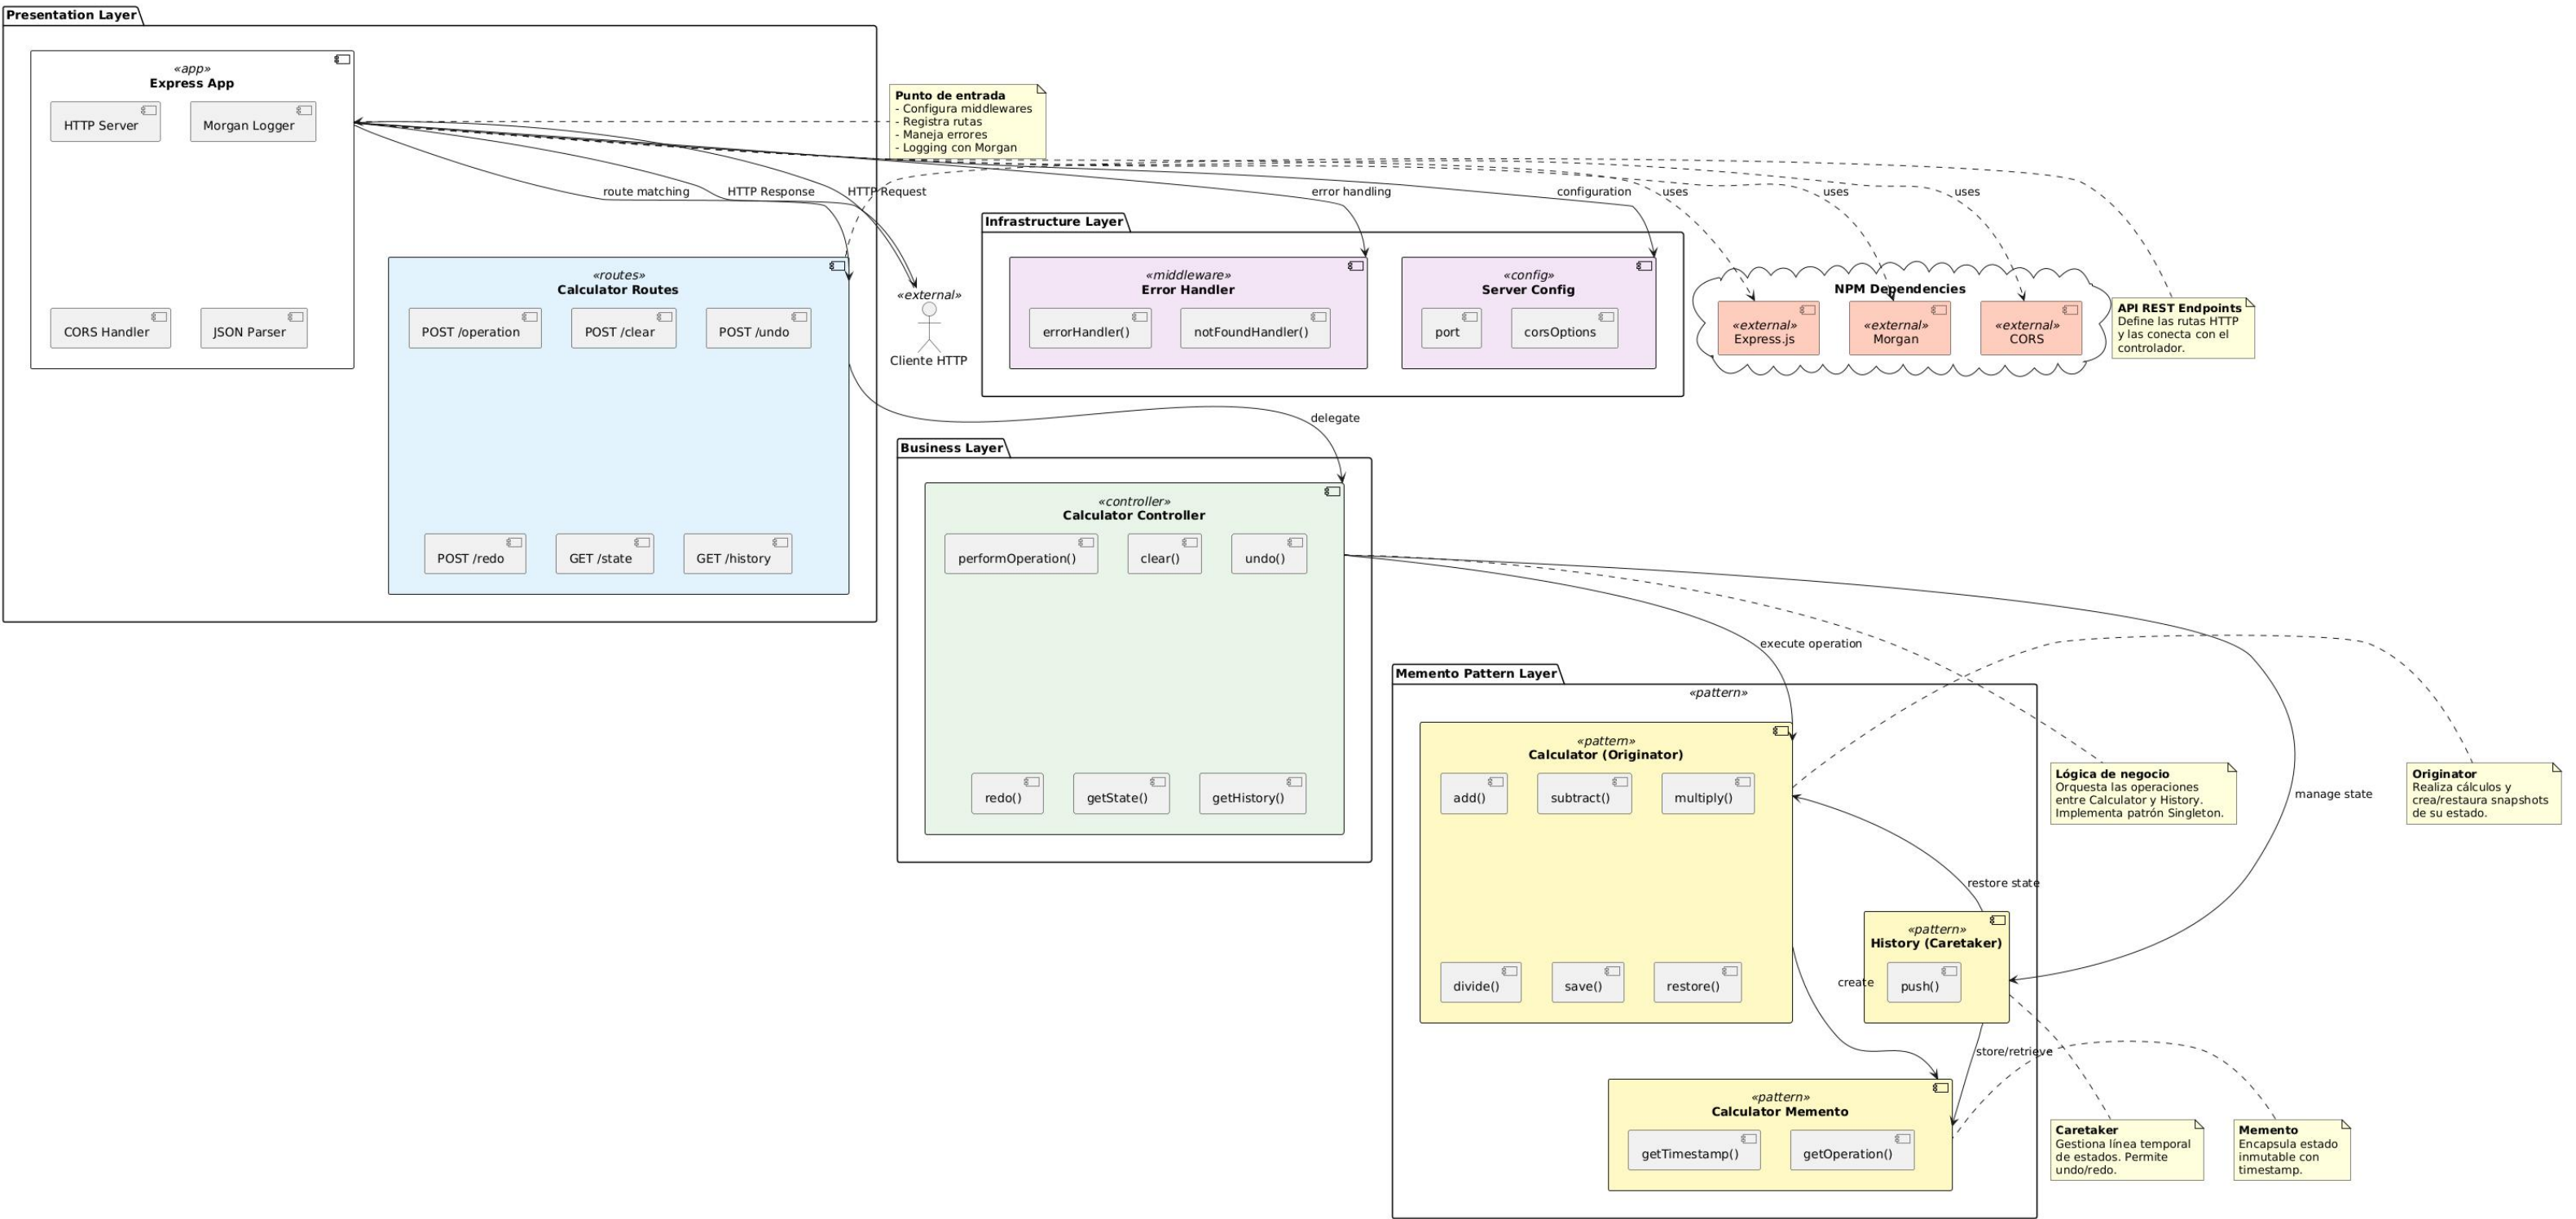 Presentation Layer
«app»
Express App
HTTP Server
Morgan Logger
CORS Handler
JSON Parser
Punto de entrada
- Configura middlewares
- Registra rutas
- Maneja errores
- Logging con Morgan
route matching
HTTP Response
HTTP Request
error handling
configuration
uses
uses
uses
«routes»
Calculator Routes
POST /operation
POST /clear
POST /undo
POST /redo
GET /state
GET /history
«external»
Cliente HTTP
Infrastructure Layer
«middleware»
Error Handler
errorHandler()
notFoundHandler()
«config»
Server Config
port
corsOptions
NPM Dependencies
«external»
Express.js
«external»
Morgan
«external»
CORS
API REST Endpoints
Define las rutas HTTP
y las conecta con el
controlador.
delegate
Business Layer
«controller»
Calculator Controller
performOperation()
clear()
undo()
redo()
getState()
getHistory()
execute operation
manage state
Memento Pattern Layer
«pattern»
«pattern»
Calculator (Originator)
add()
subtract()
multiply()
divide()
save()
restore()
Lógica de negocio
Orquesta las operaciones
entre Calculator y History.
Implementa patrón Singleton.
Originator
Realiza cálculos y
crea/restaura snapshots
de su estado.
restore state
«pattern»
History (Caretaker)
push()
create
store/retrieve
«pattern»
Calculator Memento
getTimestamp()
getOperation()
Caretaker
Gestiona línea temporal
de estados. Permite
undo/redo.
Memento
Encapsula estado
inmutable con
timestamp.